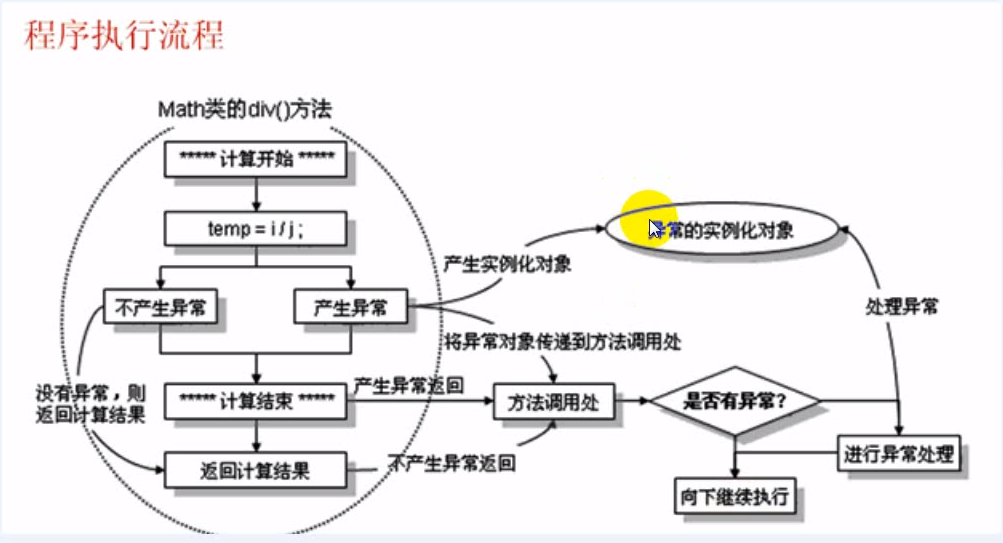 程序执行流程
Math类的div()方法
***** 计算开始 *****
temp = i / j ;
异常的实例化对象
产生实例化对象
不产生异常
产生异常
处理异常
将异常对象传递到方法调用处
没有异常，则
返回计算结果
产生异常返回
***** 计算结束 *****
方法调用处
是否有异常？
返回计算结果
不产生异常返回
进行异常处理
向下继续执行